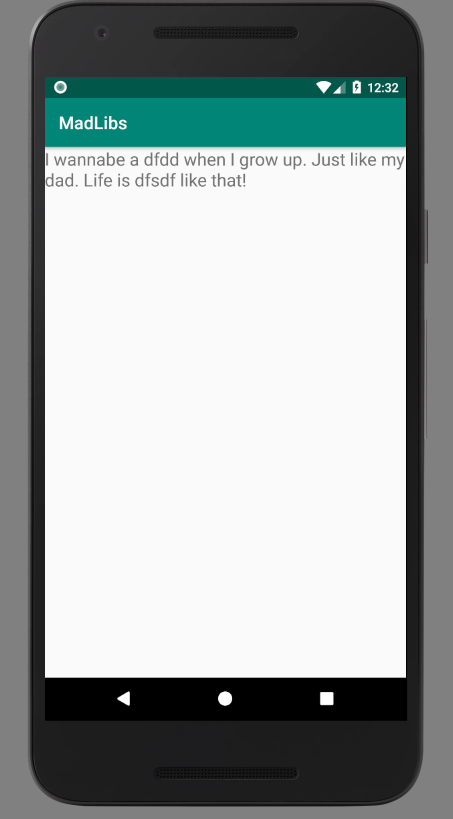 12:32
MadLibs
I wannabe a dfdd when I grow up. Just like my
dad. Life is dfsdf like that!